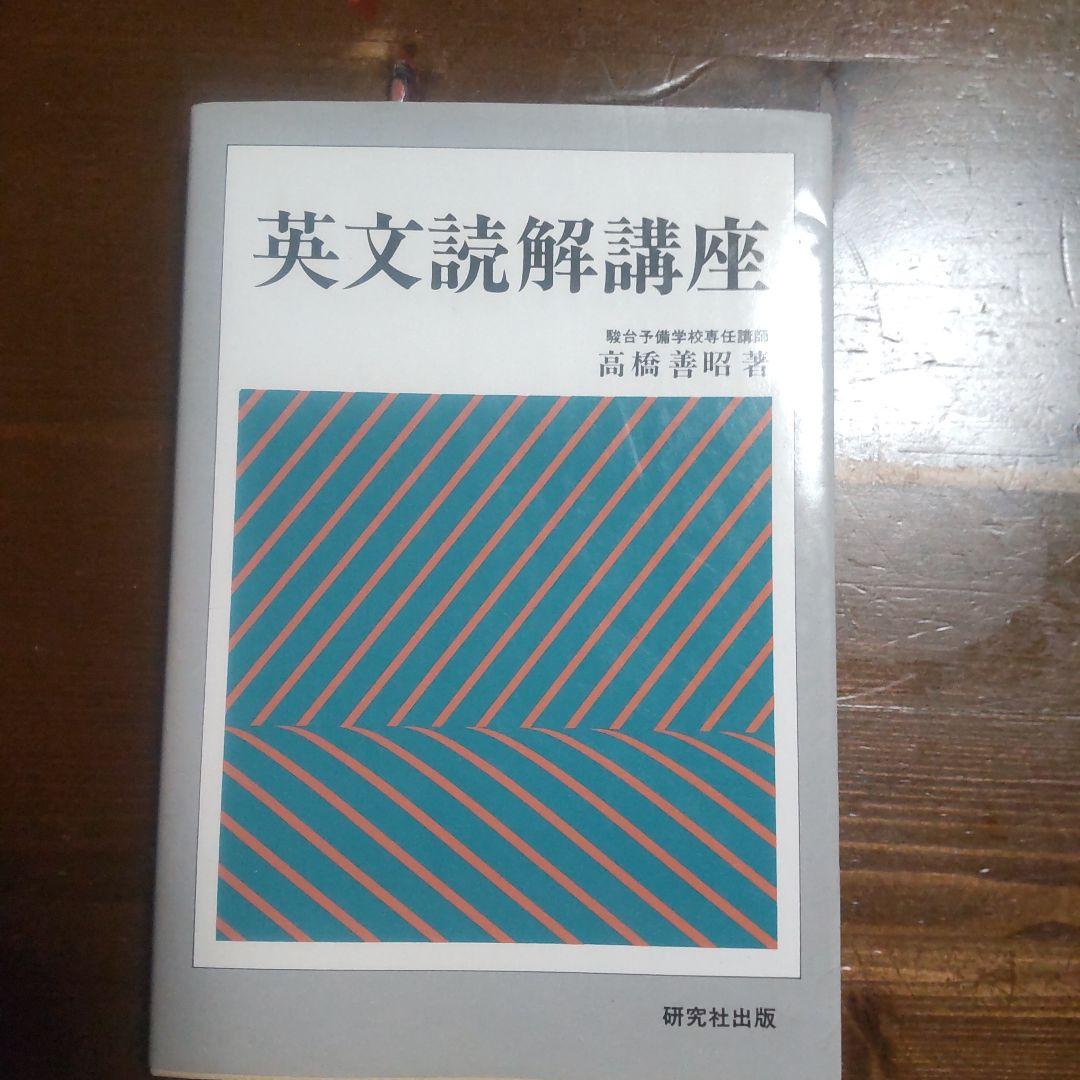 英文読解講座
駿台予備学校専任講師
高橋善昭 著
研究社出版